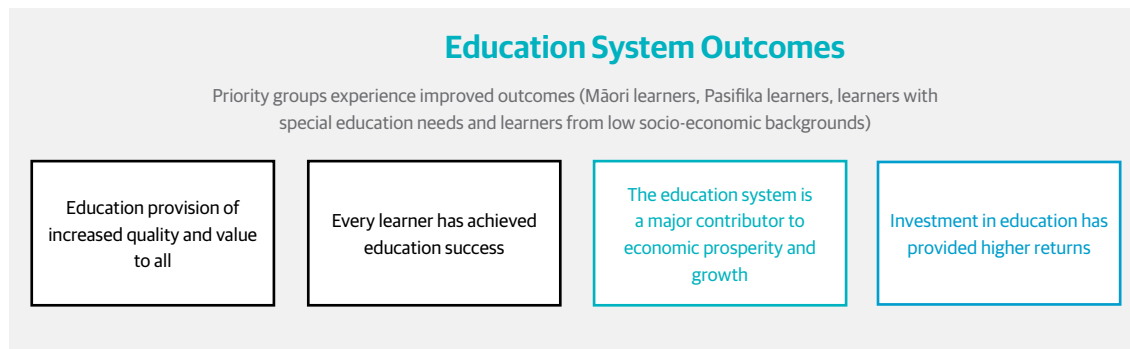 Education System Outcomes
Priority groups experience improved outcomes (Māori learners, Pasifika learners, learners with
special education needs and learners from low socio-economic backgrounds)
Education provision of
increased quality and value
to all
Every learner has achieved
education success
The education system is
a major contributor to
economic prosperity and
growth
Investment in education has
provided higher returns